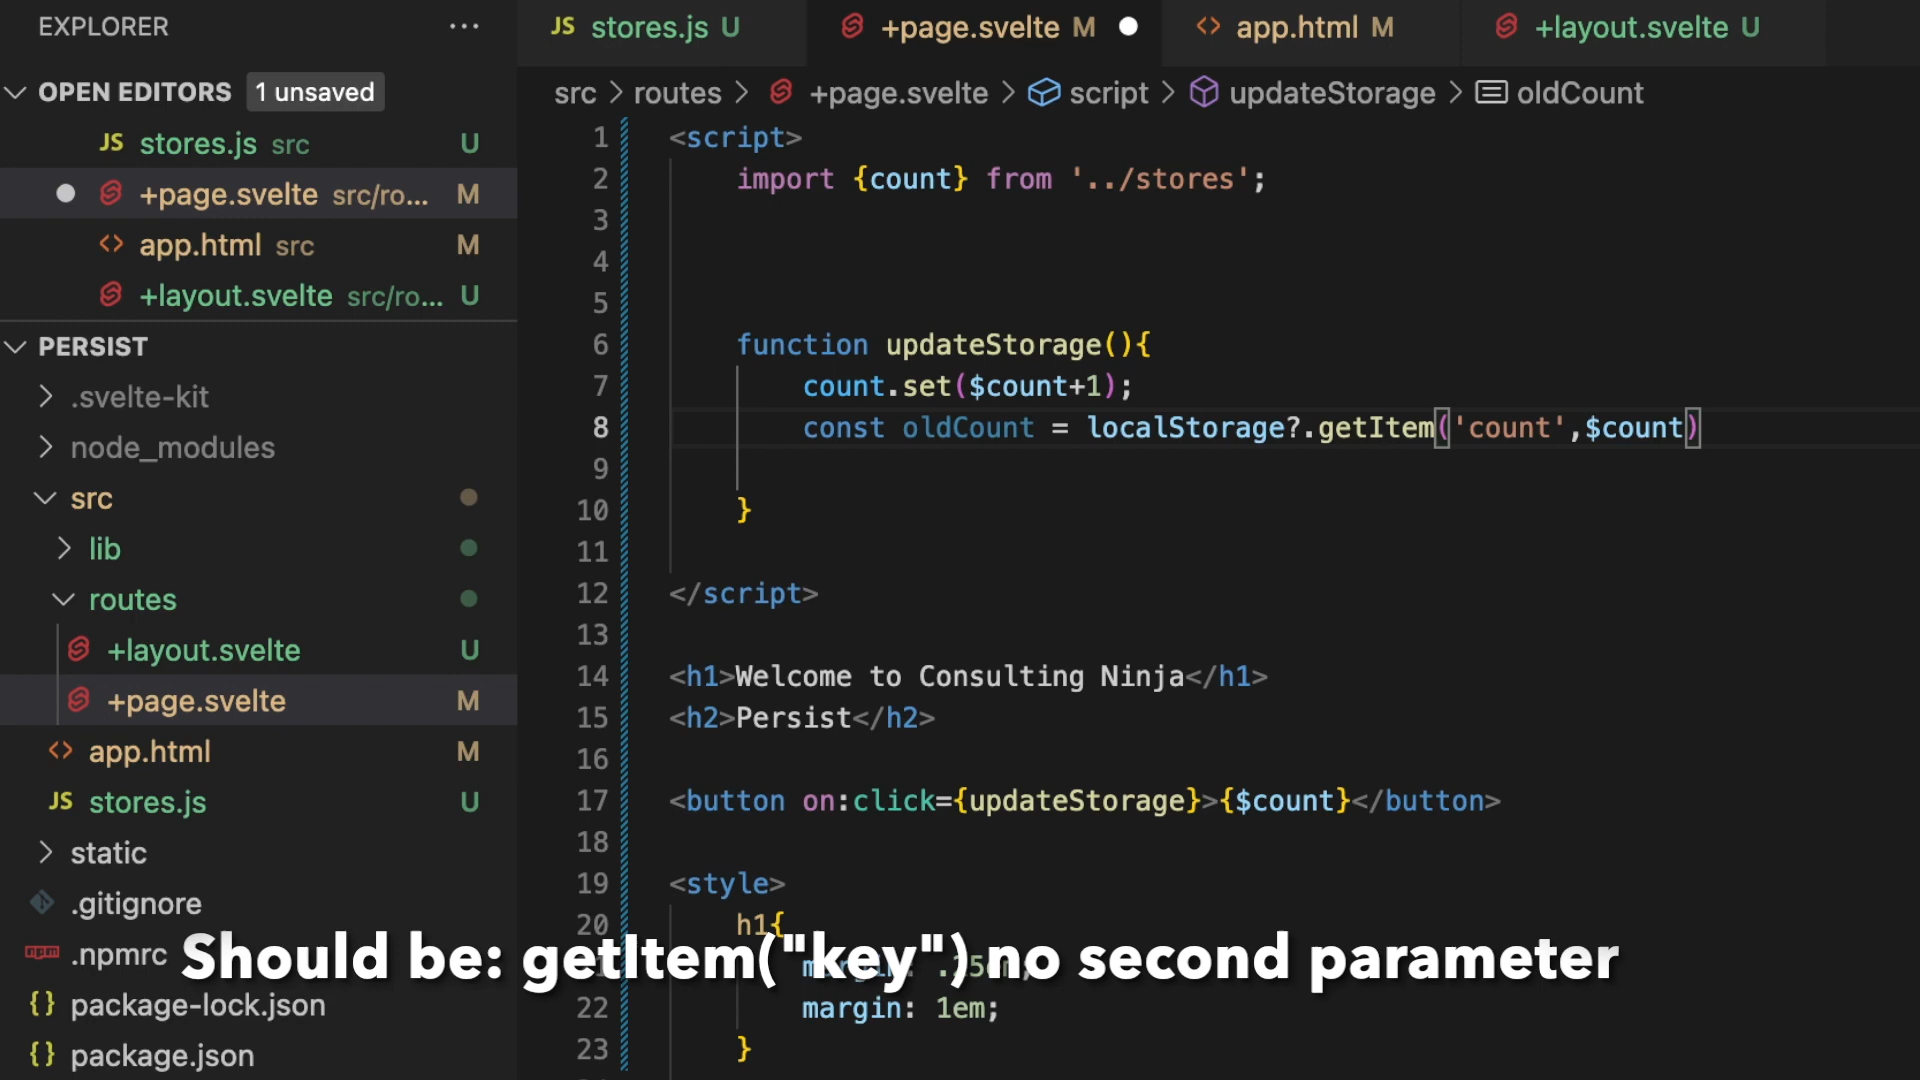 EXPLORER ...
OPEN EDITORS 1 unsaved
JS stores.js src U
+page.svelte src/ro... M
<> app.html src M
+layout.svelte src/ro... U
PERSIST
.svelte-kit
node_modules
src
lib
routes
+layout.svelte U
+page.svelte M
<> app.html M
JS stores.js U
static
.gitignore
npm .npmrc
{} package-lock.json
{} package.json
JS stores.js U
+page.svelte M
<> app.html M
+layout.svelte U
src > routes > +page.svelte > script > updateStorage > oldCount
1 <script>
2 import {count} from '../stores';
3
4
5
6 function updateStorage(){
7 count.set($count+1);
8 const oldCount = localStorage?.getItem('count',$count)
9
10 }
11
12 </script>
13
14 <h1>Welcome to Consulting Ninja</h1>
15 <h2>Persist</h2>
16
17 <button on:click={updateStorage}>{$count}</button>
18
19 <style>
20 h1{
Should be: getItem("key") no second parameter
22 margin: 1em;
23 }